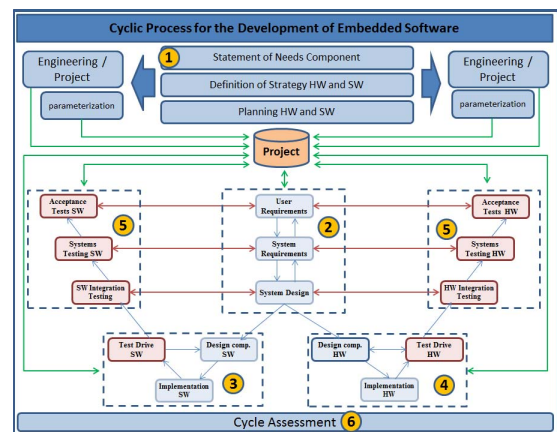 Cyclic Process for the Development of Embedded Software
Engineering /
Project
parameterization
1
Statement of Needs Component
Definition of Strategy HW and SW
Planning HW and SW
Engineering /
Project
parameterization
Project
Acceptance
Tests SW
Systems
Testing SW
SW Integration
Testing
5
User
Requirements
2
System
Requirements
System Design
Acceptance
Tests HW
5
Systems
Testing HW
HW Integration
Testing
Test Drive
SW
Design comp.
SW
Implementation
SW
3
Design comp.
HW
Test Drive
HW
Implementation
HW
4
Cycle Assessment 6